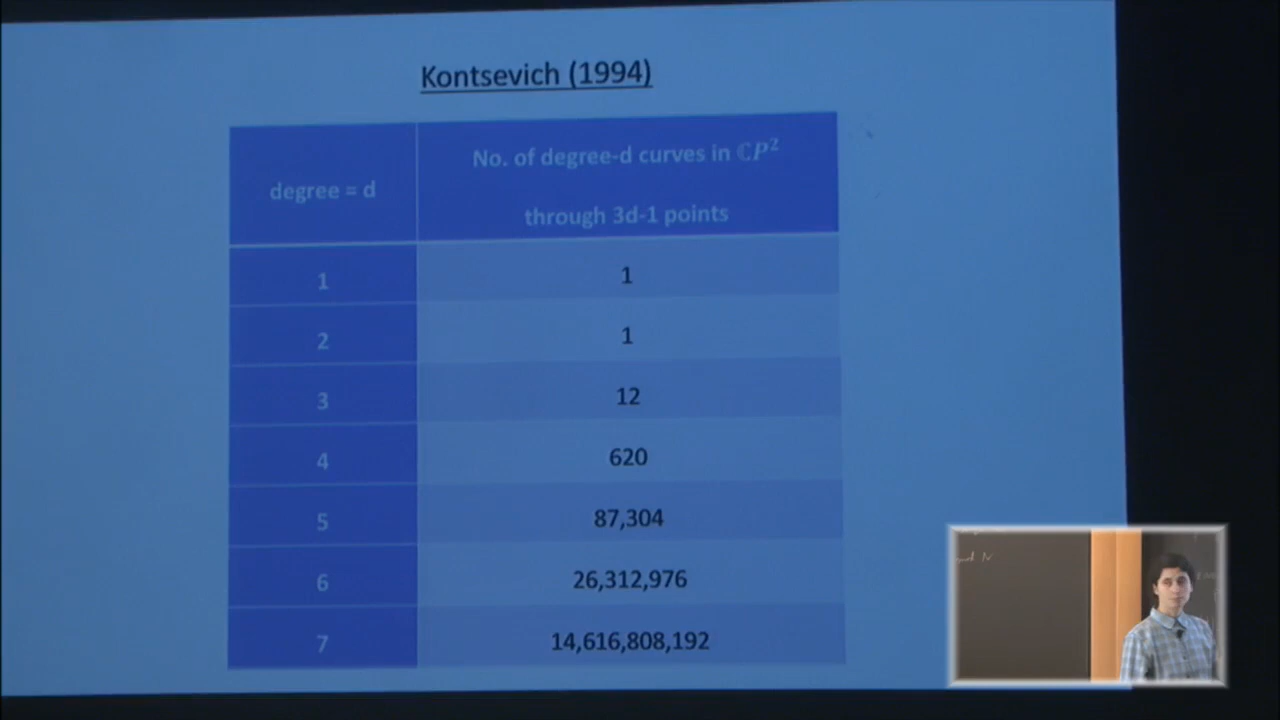 Kontsevich (1994)
degree = d
No. of degree-d curves in ℂP²
through 3d-1 points
1 1
2 1
3 12
4 620
5 87,304
6 26,312,976
7 14,616,808,192